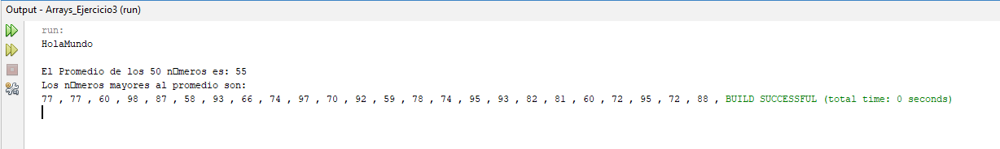 Output - Arrays_Ejercicio3 (run)
run:
HolaMundo
El Promedio de los 50 n□meros es: 55
Los n□meros mayores al promedio son:
77 , 77 , 60 , 98 , 87 , 58 , 93 , 66 , 74 , 97 , 70 , 92 , 59 , 78 , 74 , 95 , 93 , 82 , 81 , 60 , 72 , 95 , 72 , 88 , BUILD SUCCESSFUL (total time: 0 seconds)